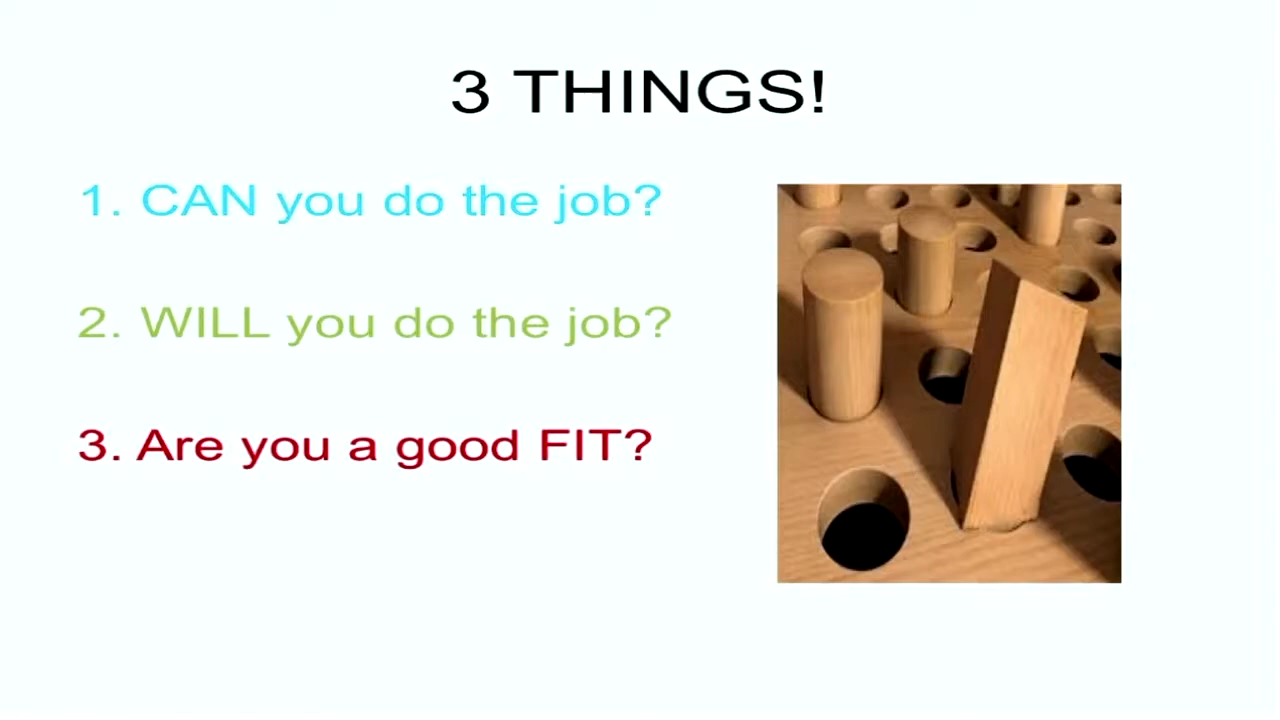 3 THINGS!
1. CAN you do the job?
2. WILL you do the job?
3. Are you a good FIT?